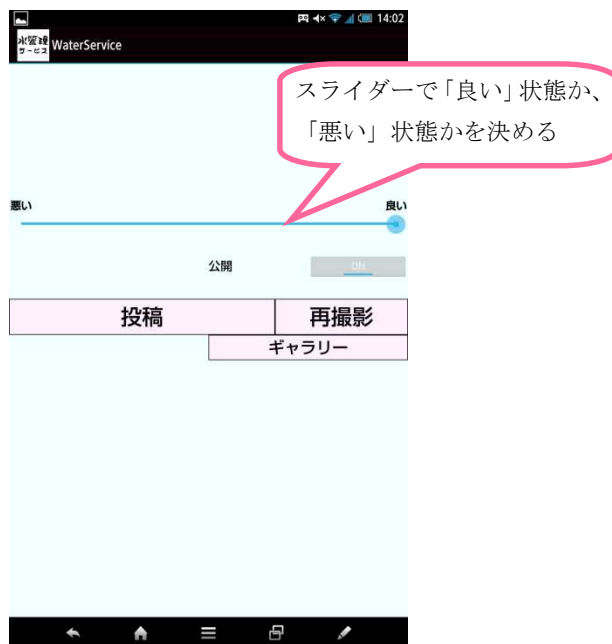 14:02
水管理
サービス
WaterService
スライダーで「良い」状態か、
「悪い」状態かを決める
悪い
良い
公開
ON
投稿
再撮影
ギャラリー